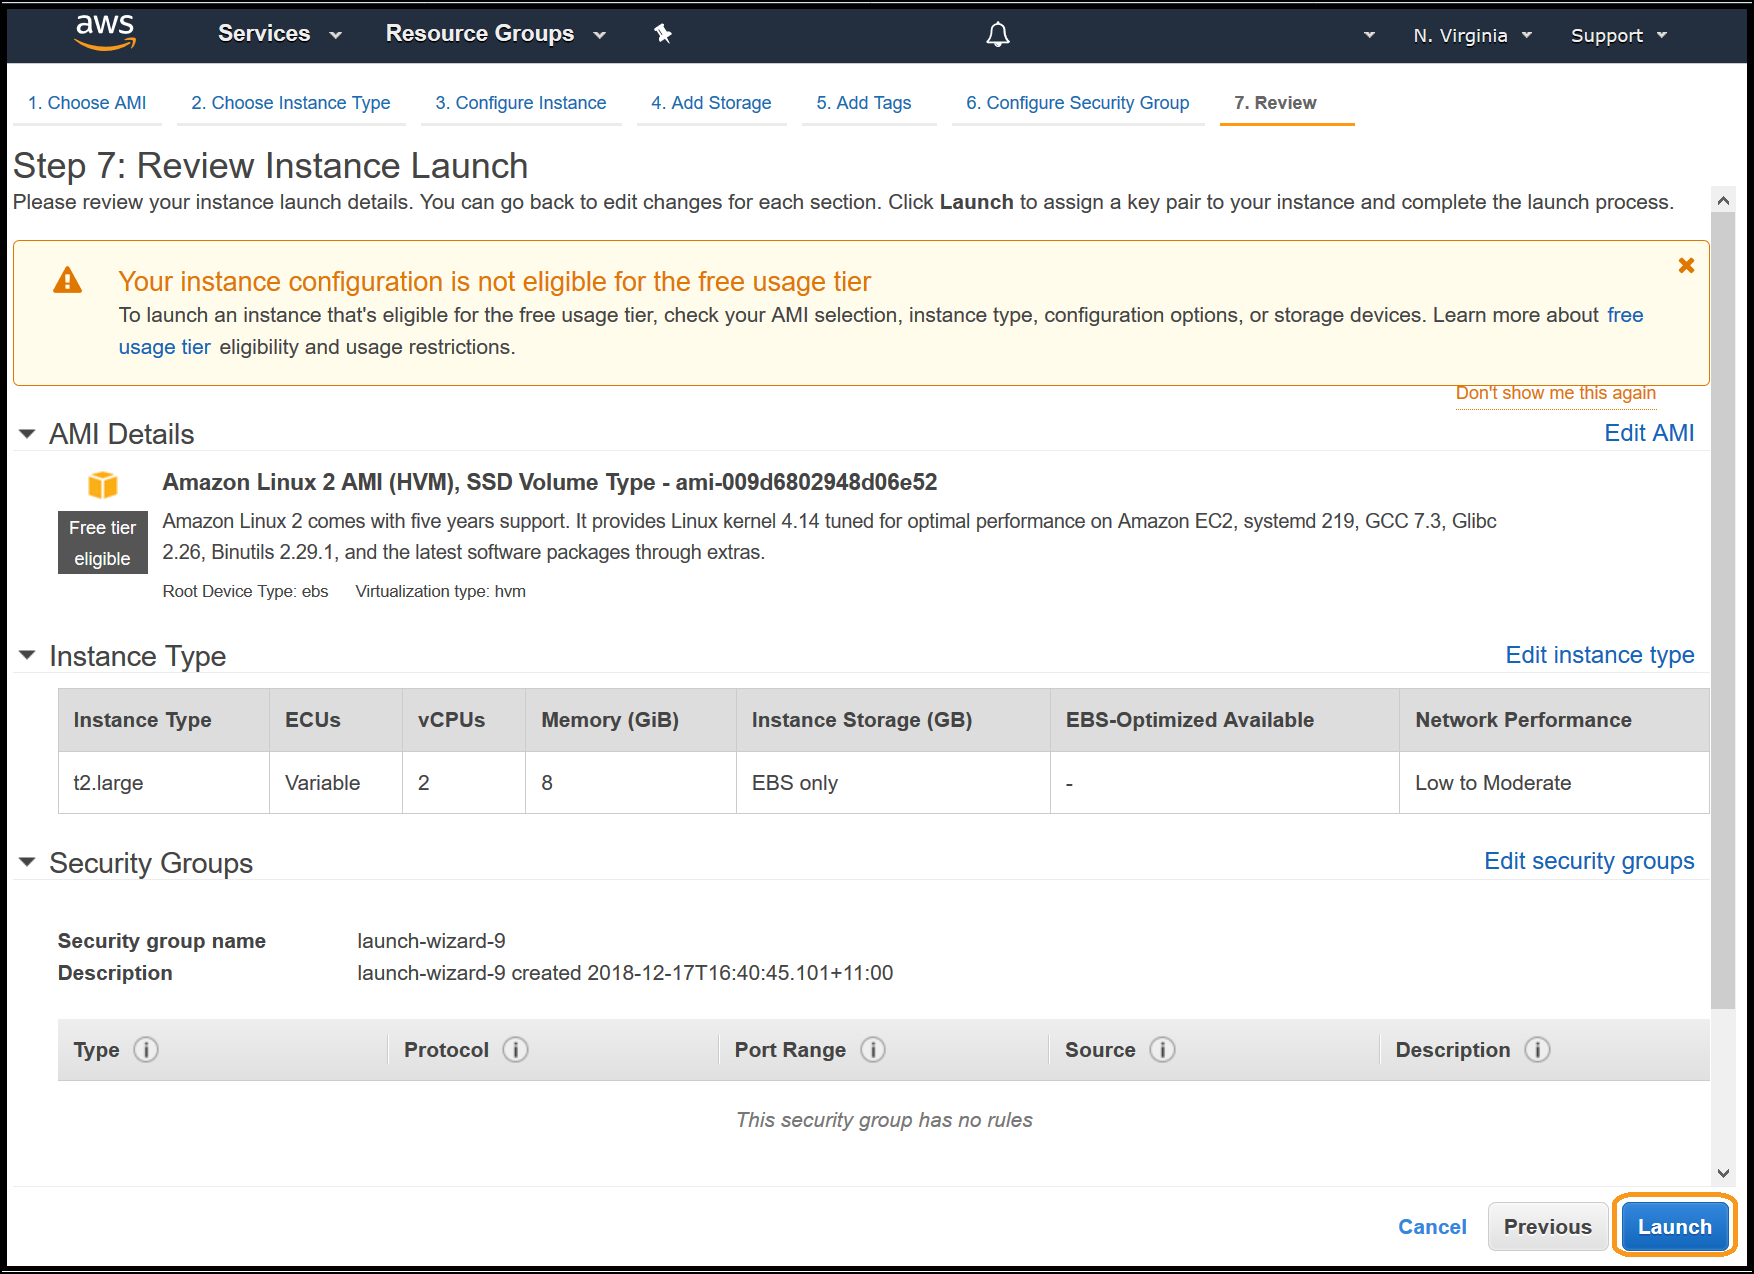 aws Services Resource Groups N. Virginia Support
1. Choose AMI 2. Choose Instance Type 3. Configure Instance 4. Add Storage 5. Add Tags 6. Configure Security Group 7. Review
Step 7: Review Instance Launch
Please review your instance launch details. You can go back to edit changes for each section. Click Launch to assign a key pair to your instance and complete the launch process.
Your instance configuration is not eligible for the free usage tier
To launch an instance that's eligible for the free usage tier, check your AMI selection, instance type, configuration options, or storage devices. Learn more about free
usage tier eligibility and usage restrictions.
Don't show me this again
AMI Details Edit AMI
Amazon Linux 2 AMI (HVM), SSD Volume Type - ami-009d6802948d06e52
Free tier
eligible
Amazon Linux 2 comes with five years support. It provides Linux kernel 4.14 tuned for optimal performance on Amazon EC2, systemd 219, GCC 7.3, Glibc
2.26, Binutils 2.29.1, and the latest software packages through extras.
Root Device Type: ebs Virtualization type: hvm
Instance Type Edit instance type
Instance Type ECUs vCPUs Memory (GiB) Instance Storage (GB) EBS-Optimized Available Network Performance
t2.large Variable 2 8 EBS only - Low to Moderate
Security Groups Edit security groups
Security group name launch-wizard-9
Description launch-wizard-9 created 2018-12-17T16:40:45.101+11:00
Type Protocol Port Range Source Description
This security group has no rules
Cancel Previous Launch